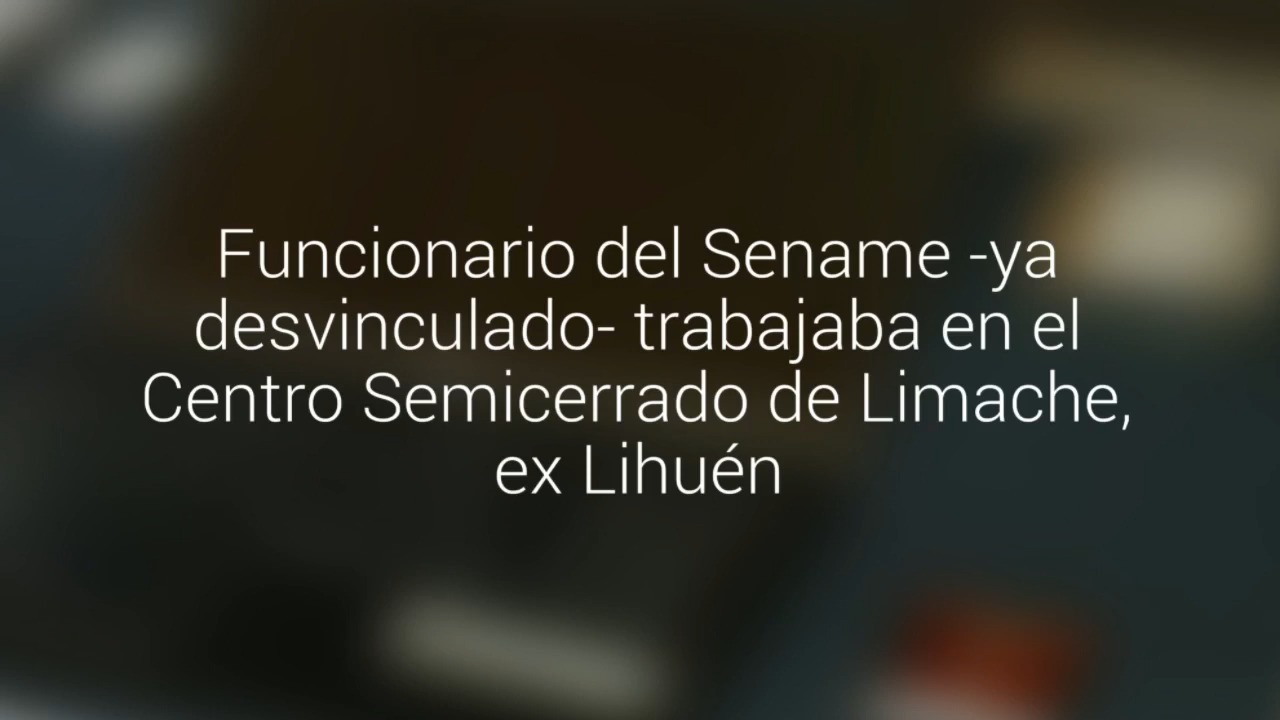 Funcionario del Sename -ya
desvinculado- trabajaba en el
Centro Semicerrado de Limache,
ex Lihuén